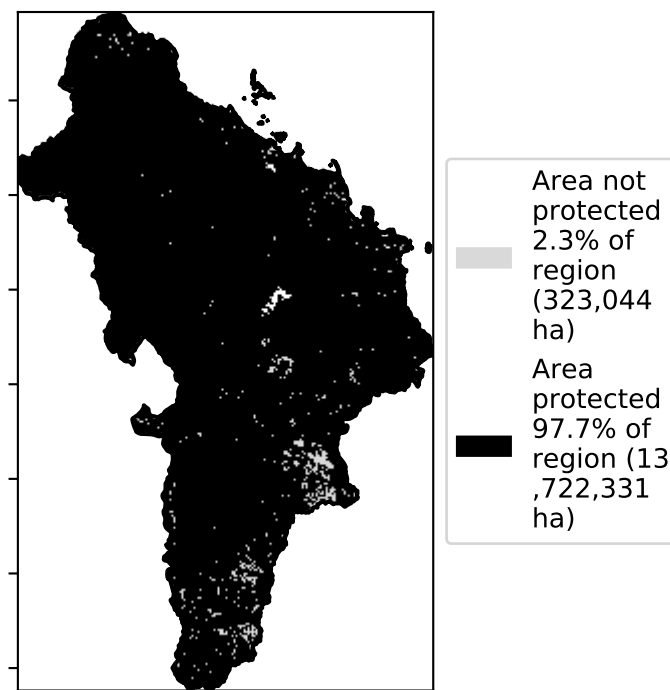 Area not
protected
2.3% of
region
(323,044
ha)
Area
protected
97.7% of
region (13
,722,331
ha)